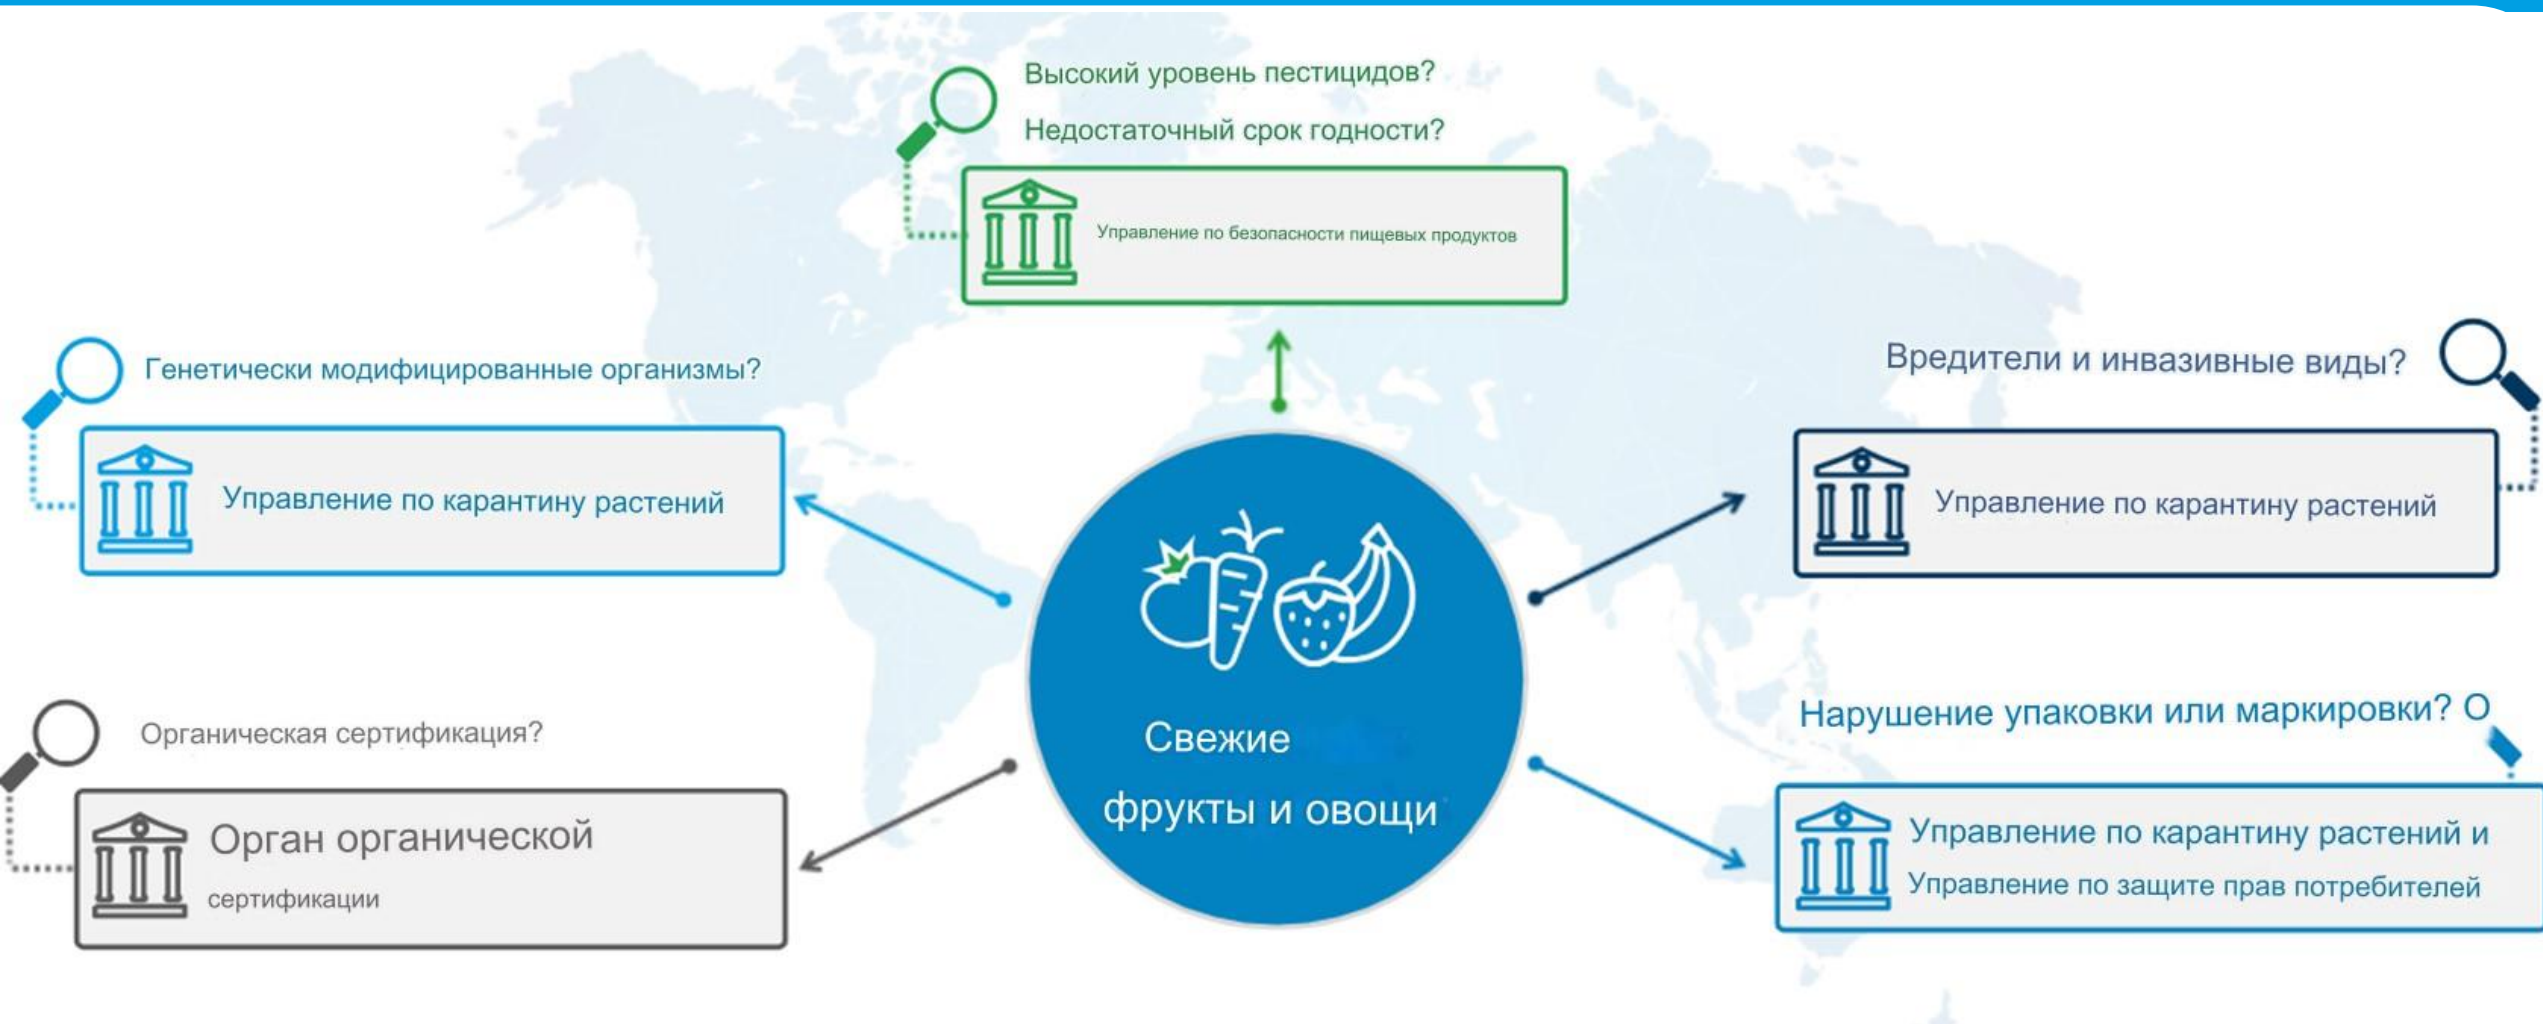 Высокий уровень пестицидов?
Недостаточный срок годности?
Управление по безопасности пищевых продуктов
Генетически модифицированные организмы?
Управление по карантину растений
Вредители и инвазивные виды?
Управление по карантину растений
Органическая сертификация?
Орган органической
сертификации
Свежие
фрукты и овощи
Нарушение упаковки или маркировки? О
Управление по карантину растений и
Управление по защите прав потребителей